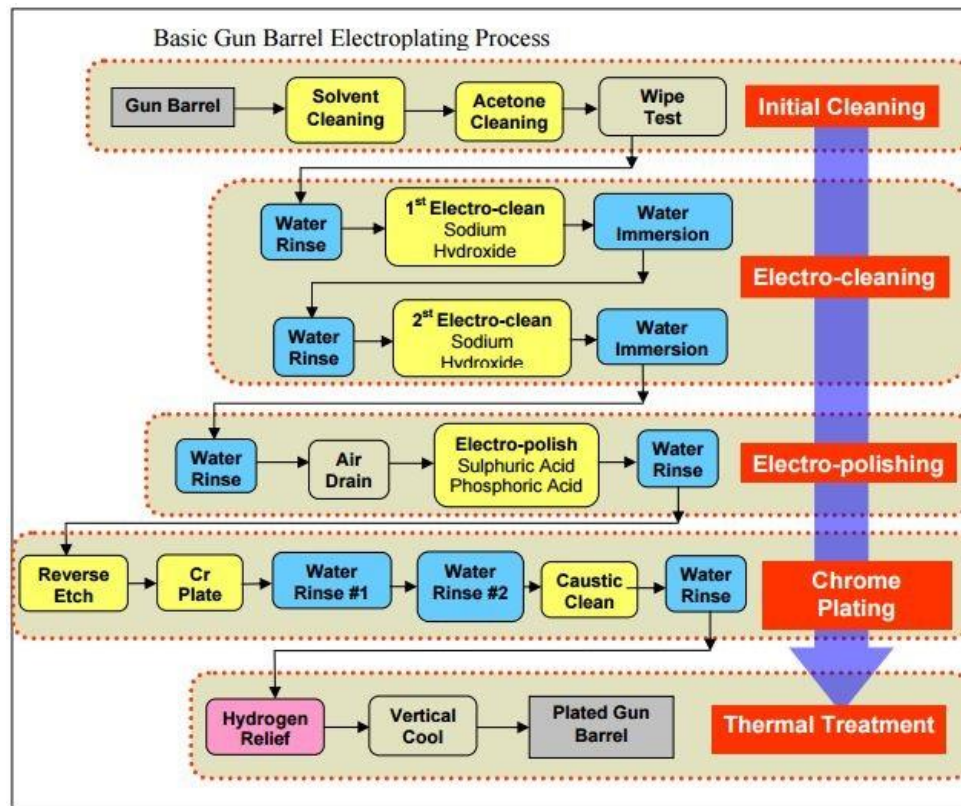 Basic Gun Barrel Electroplating Process
Gun Barrel
Solvent
Cleaning
Acetone
Cleaning
Wipe
Test
Initial Cleaning
Water
Rinse
1st Electro-clean
Sodium
Hydroxide
Water
Immersion
Electro-cleaning
Water
Rinse
2st Electro-clean
Sodium
Hydroxide
Water
Immersion
Water
Rinse
Air
Drain
Electro-polish
Sulphuric Acid
Phosphoric Acid
Water
Rinse
Electro-polishing
Reverse
Etch
Cr
Plate
Water
Rinse #1
Water
Rinse #2
Caustic
Clean
Water
Rinse
Chrome
Plating
Hydrogen
Relief
Vertical
Cool
Plated Gun
Barrel
Thermal Treatment